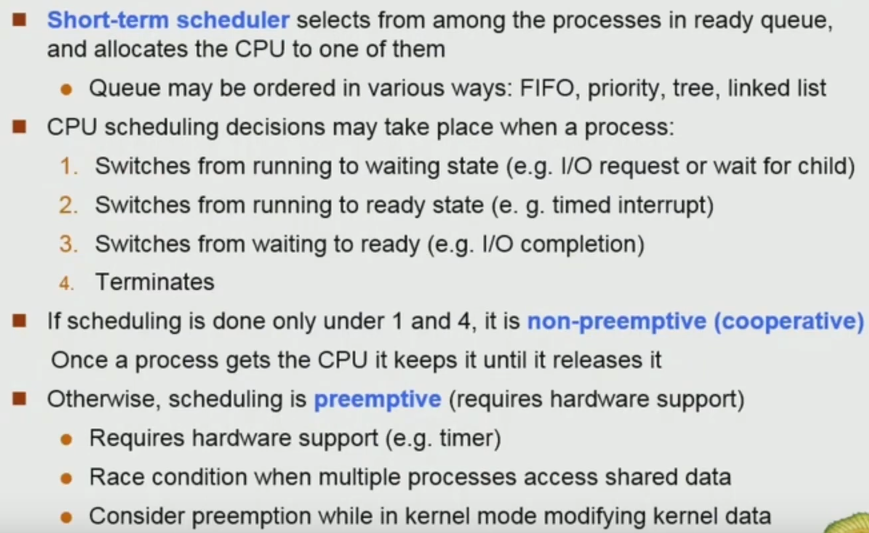 Short-term scheduler selects from among the processes in ready queue,
and allocates the CPU to one of them
Queue may be ordered in various ways: FIFO, priority, tree, linked list
CPU scheduling decisions may take place when a process:
1. Switches from running to waiting state (e.g. I/O request or wait for child)
2. Switches from running to ready state (e. g. timed interrupt)
3. Switches from waiting to ready (e.g. I/O completion)
4. Terminates
If scheduling is done only under 1 and 4, it is non-preemptive (cooperative)
Once a process gets the CPU it keeps it until it releases it
Otherwise, scheduling is preemptive (requires hardware support)
Requires hardware support (e.g. timer)
Race condition when multiple processes access shared data
Consider preemption while in kernel mode modifying kernel data